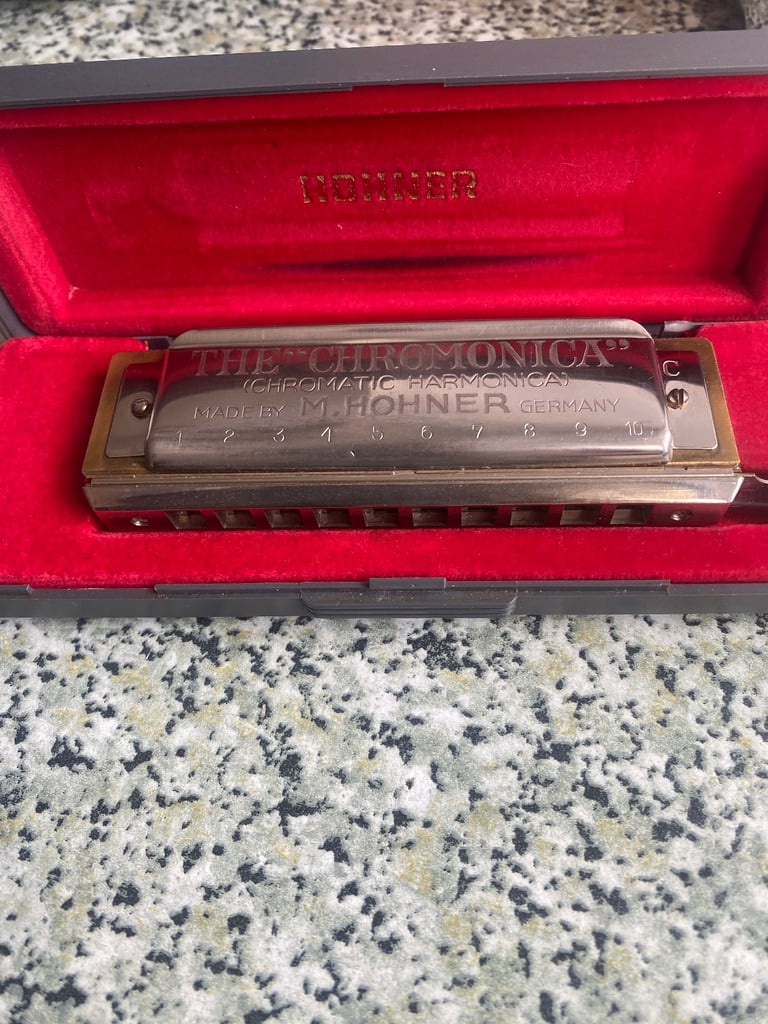 HOHNER
THE "CHROMONICA"
C
(CHROMATIC HARMONICA)
MADE BY M. HOHNER GERMANY
1 2 3 4 5 6 7 8 9 10